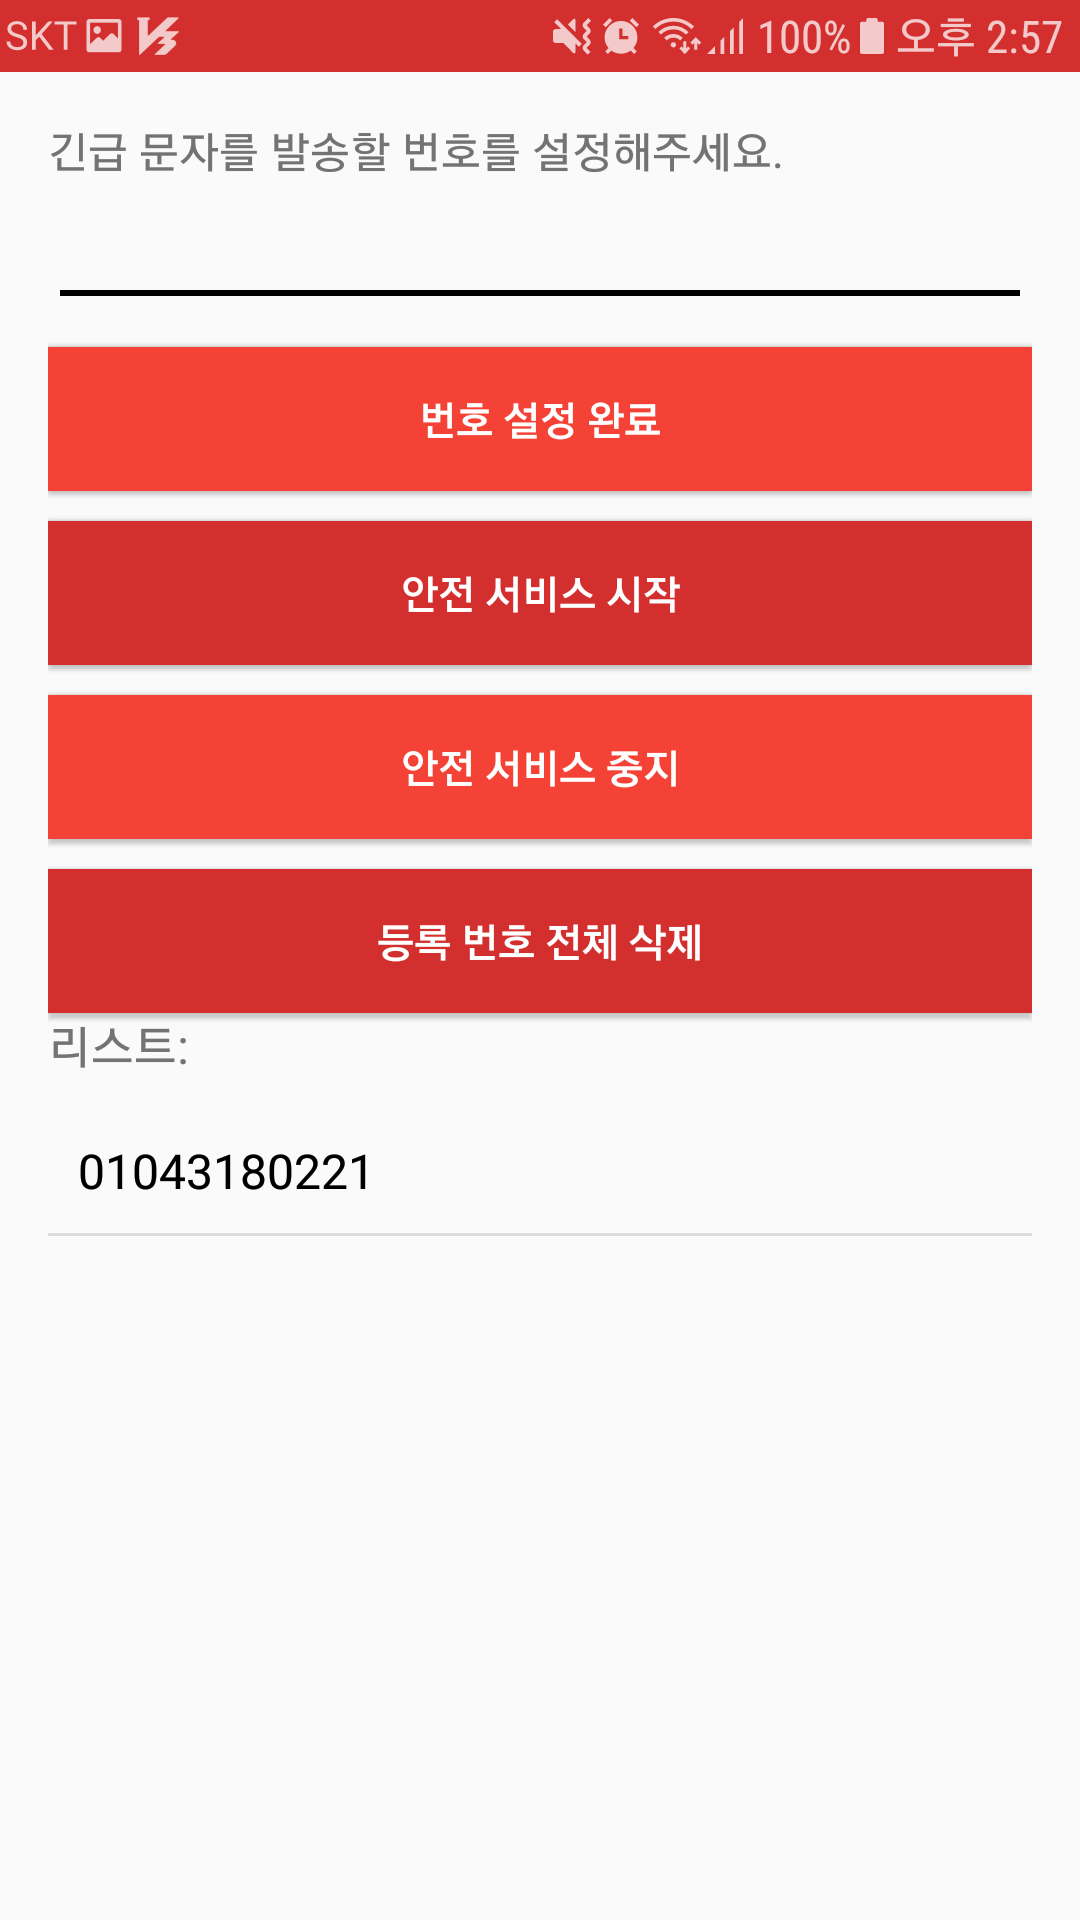 SKT 100% 오후 2:57
긴급 문자를 발송할 번호를 설정해주세요.
번호 설정 완료
안전 서비스 시작
안전 서비스 중지
등록 번호 전체 삭제
리스트:
01043180221